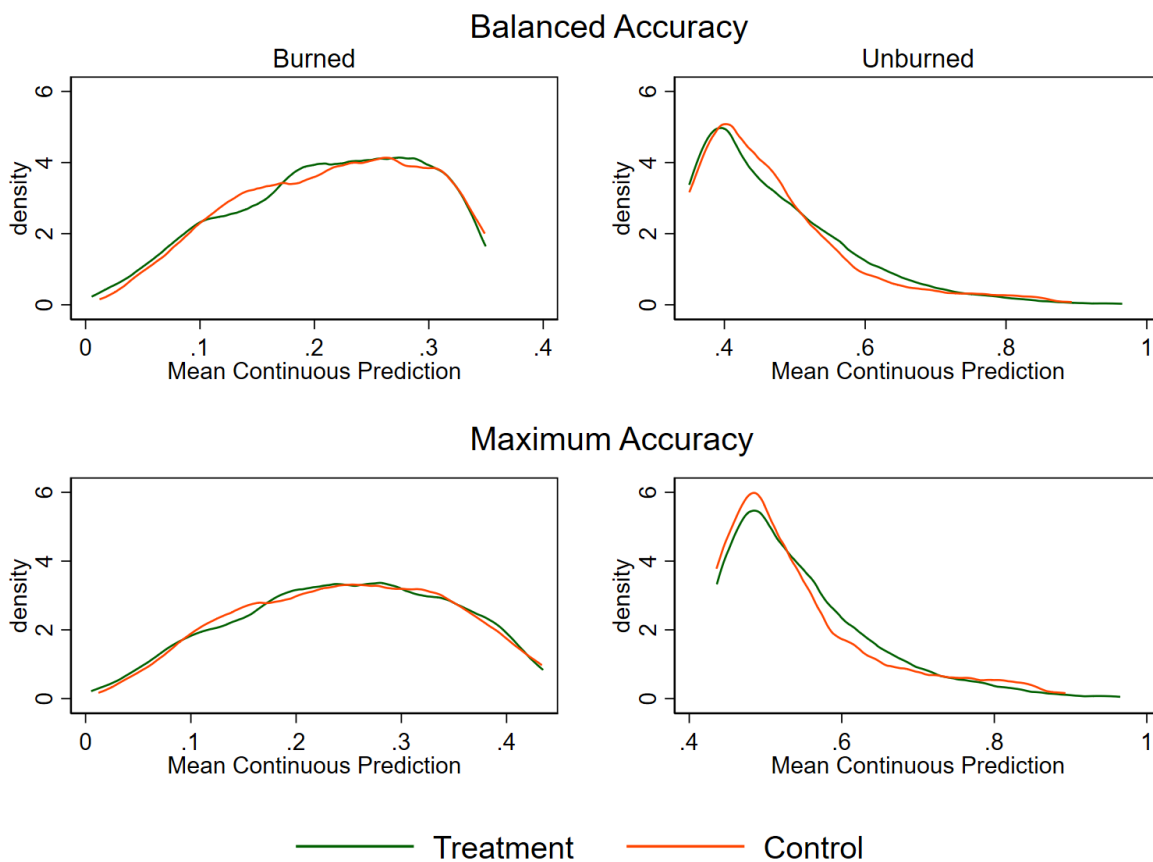 Balanced Accuracy
Burned
Unburned
density
0 2 4 6
0 .1 .2 .3 .4
Mean Continuous Prediction
density
0 2 4 6
.4 .6 .8 1
Mean Continuous Prediction
Maximum Accuracy
density
0 2 4 6
0 .1 .2 .3 .4
Mean Continuous Prediction
density
0 2 4 6
.4 .6 .8 1
Mean Continuous Prediction
Treatment
Control